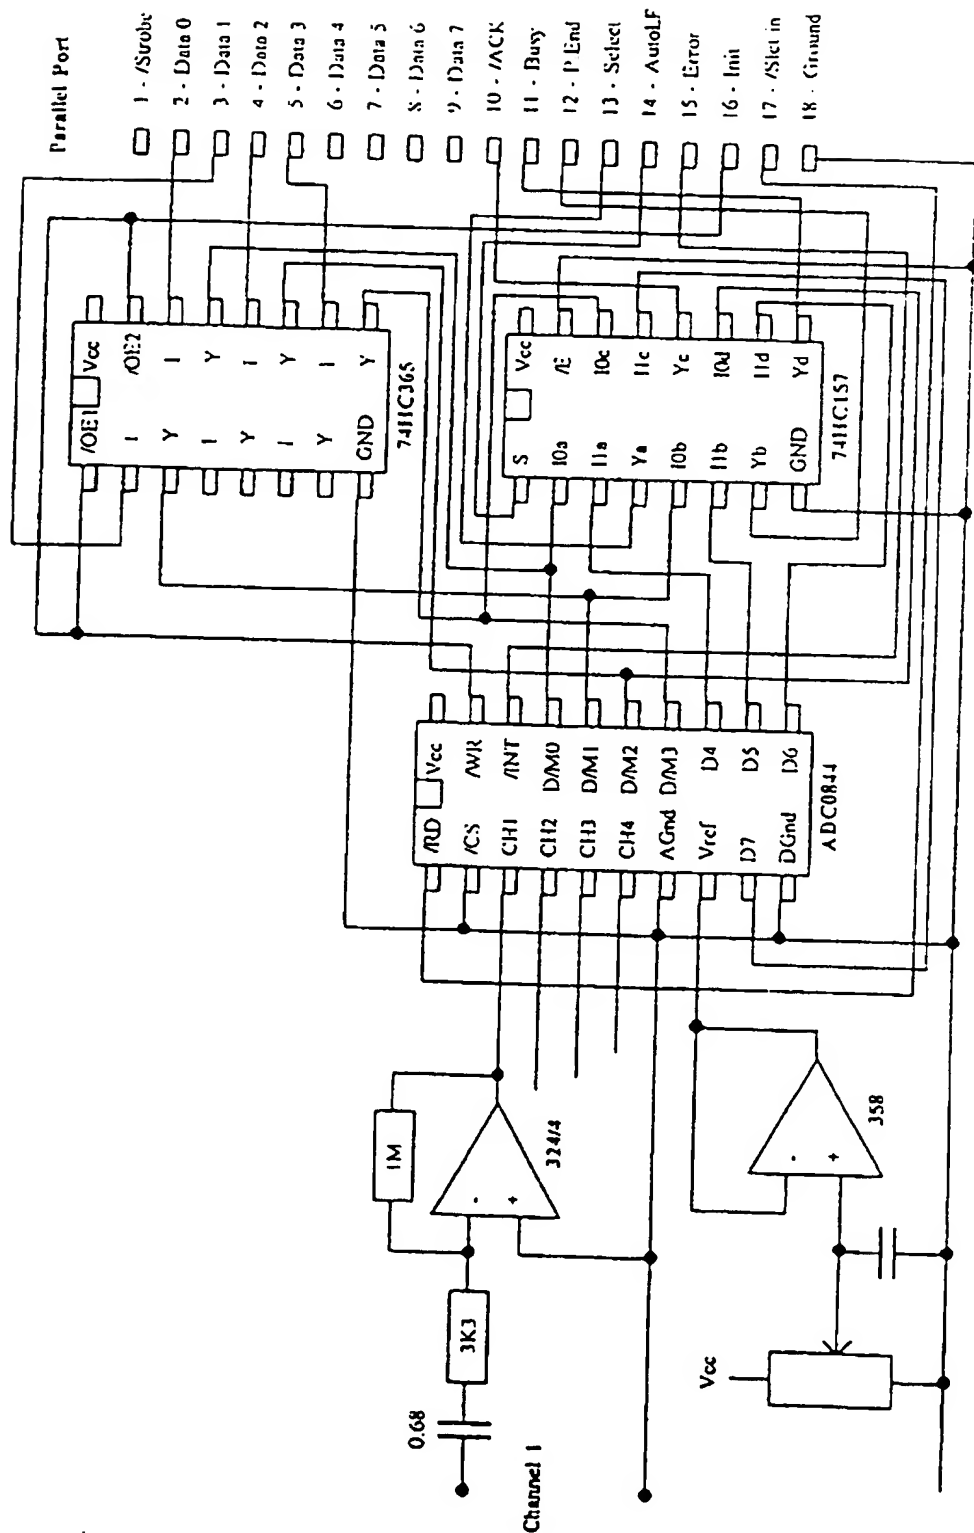 Parallel Port
1 - /Strobe
2 - Data 0
3 - Data 1
4 - Data 2
5 - Data 3
6 - Data 4
7 - Data 5
8 - Data 6
9 - Data 7
10 - /ACK
11 - Busy
12 - P.End
13 - Select
14 - AutoLF
15 - Error
16 - Init
17 - /Slct in
18 - Ground
/OE1
I
Y
I
Y
I
Y
GND
Vcc
/OE2
I
Y
I
Y
I
Y
74HC365
S
I0a
I1a
Ya
I0b
I1b
Yb
GND
Vcc
/E
I0c
I1c
Yc
I0d
I1d
Yd
74HC157
/RD
/CS
CH1
CH2
CH3
CH4
AGnd
Vref
D7
DGnd
Vcc
/WR
/INT
D/M0
D/M1
D/M2
D/M3
D4
D5
D6
ADC0844
1M
-
+
324/4
3K3
0.68
Channel 1
-
+
358
Vcc